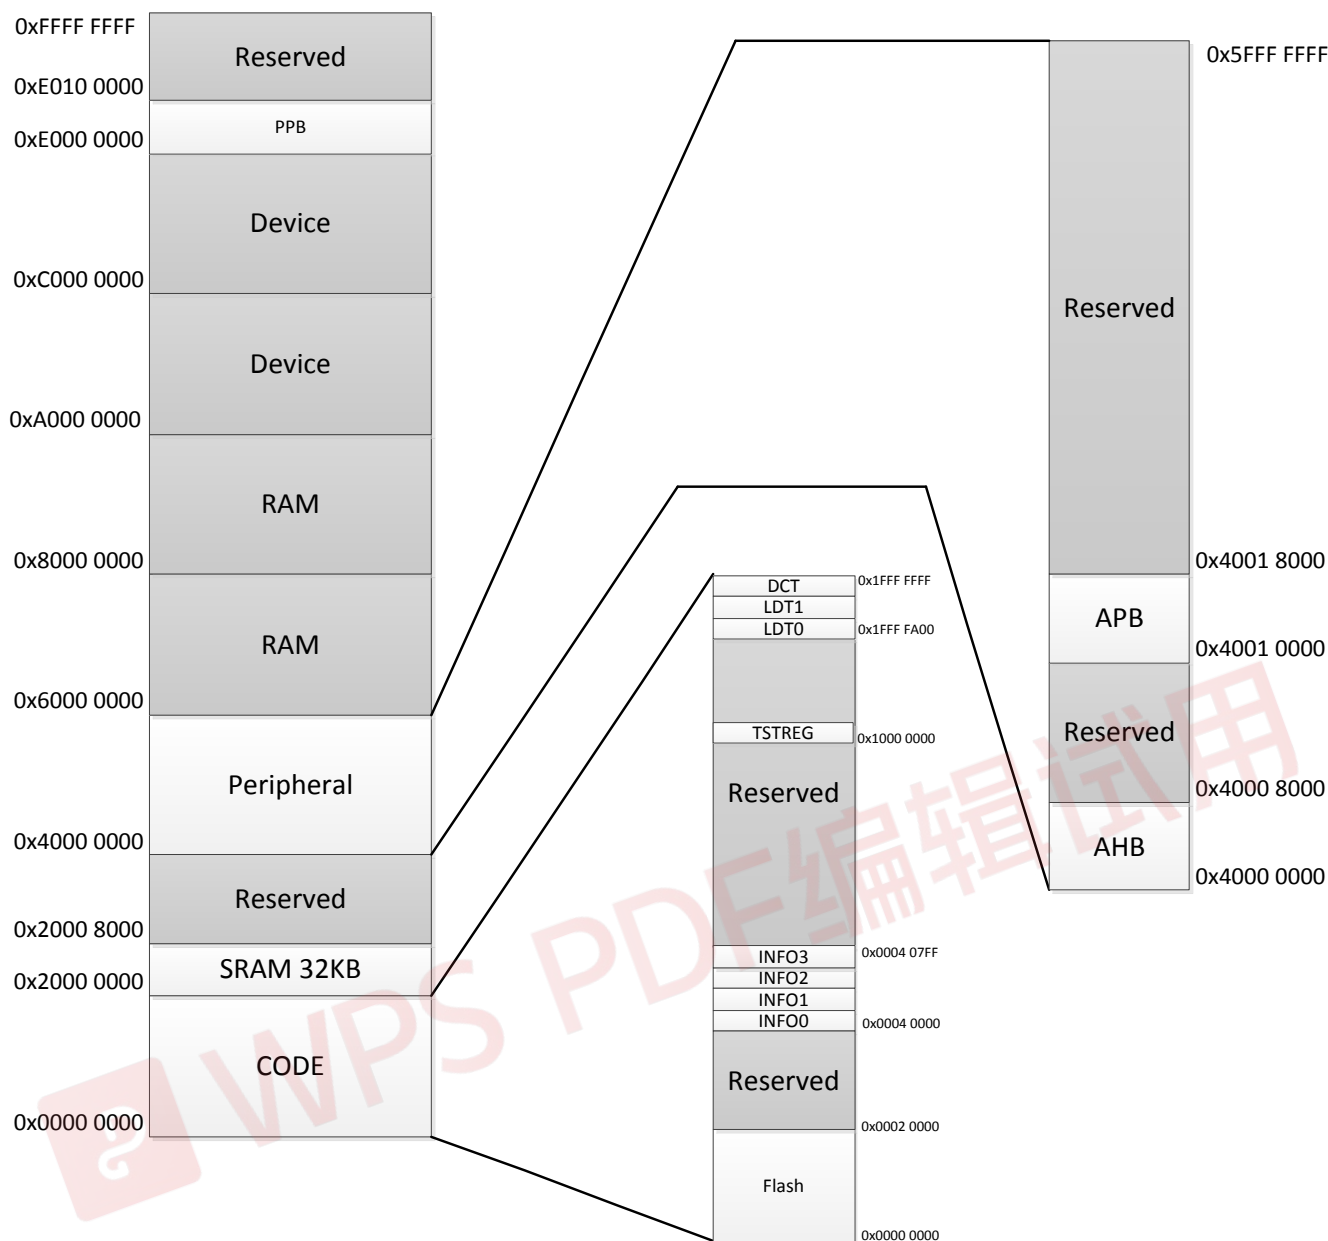 0xFFFF FFFF
Reserved
0xE010 0000
PPB
0xE000 0000
Device
0xC000 0000
Device
0xA000 0000
RAM
0x8000 0000
RAM
0x6000 0000
Peripheral
0x4000 0000
Reserved
0x2000 8000
SRAM 32KB
0x2000 0000
CODE
0x0000 0000
DCT
0x1FFF FFFF
LDT1
LDT0
0x1FFF FA00
TSTREG
0x1000 0000
Reserved
INFO3
0x0004 07FF
INFO2
INFO1
INFO0
0x0004 0000
Reserved
0x0002 0000
Flash
0x0000 0000
0x5FFF FFFF
Reserved
0x4001 8000
APB
0x4001 0000
Reserved
0x4000 8000
AHB
0x4000 0000
WPS PDF编辑试用